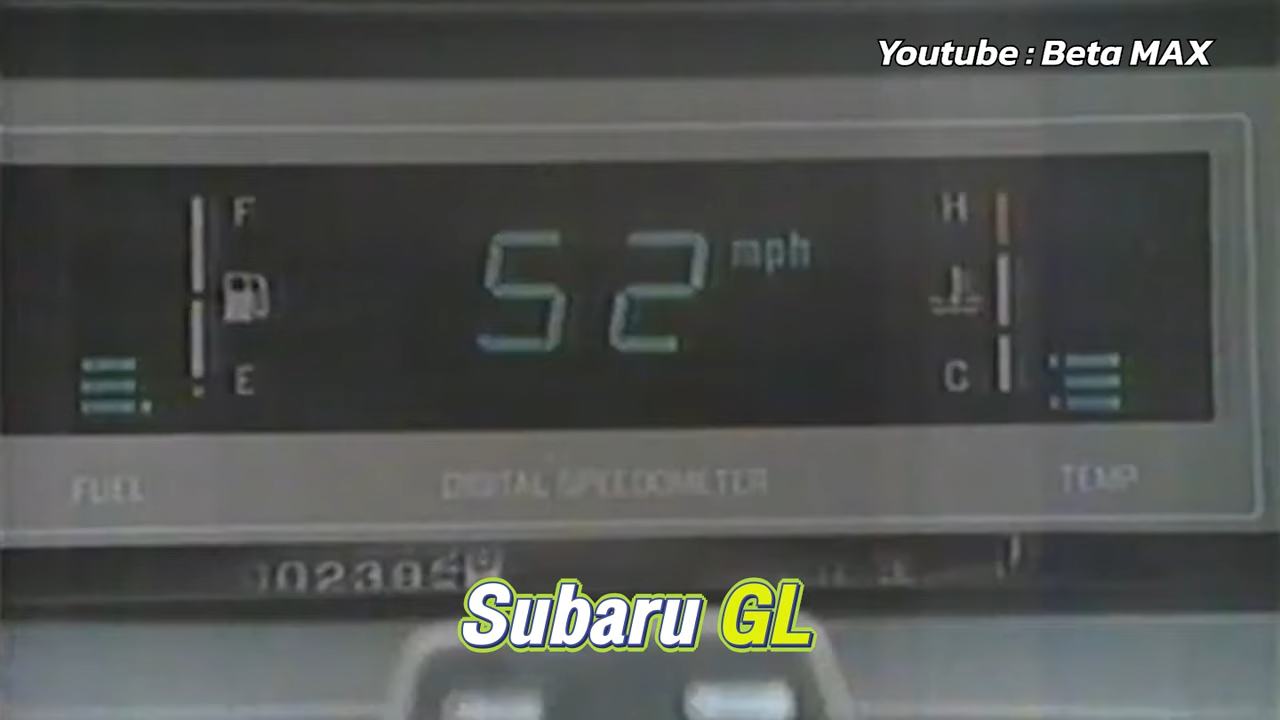 Youtube : Beta MAX
F
H
52 mph
E
C
FUEL
DIGITAL SPEEDOMETER
TEMP
Subaru GL